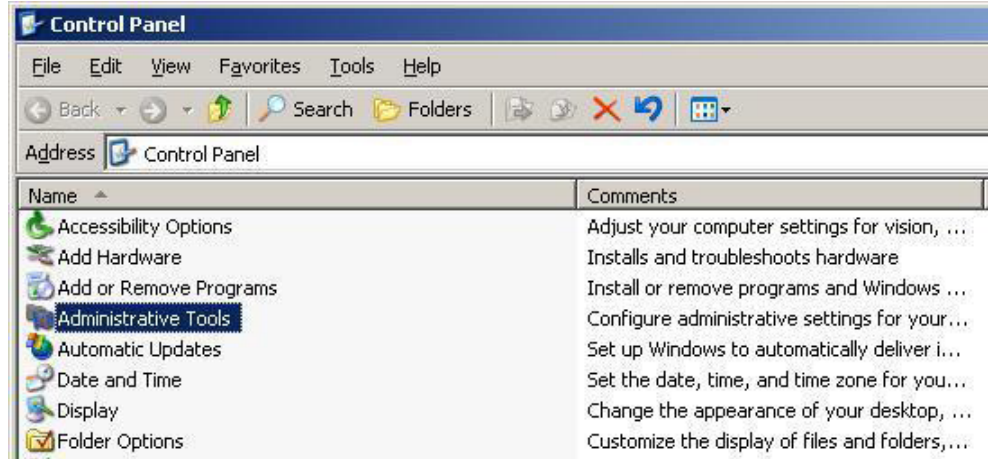 Control Panel
File Edit View Favorites Tools Help
Back Search Folders
Address Control Panel
Name Comments
Accessibility Options Adjust your computer settings for vision, ...
Add Hardware Installs and troubleshoots hardware
Add or Remove Programs Install or remove programs and Windows ...
Administrative Tools Configure administrative settings for your...
Automatic Updates Set up Windows to automatically deliver i...
Date and Time Set the date, time, and time zone for you...
Display Change the appearance of your desktop, ...
Folder Options Customize the display of files and folders,...